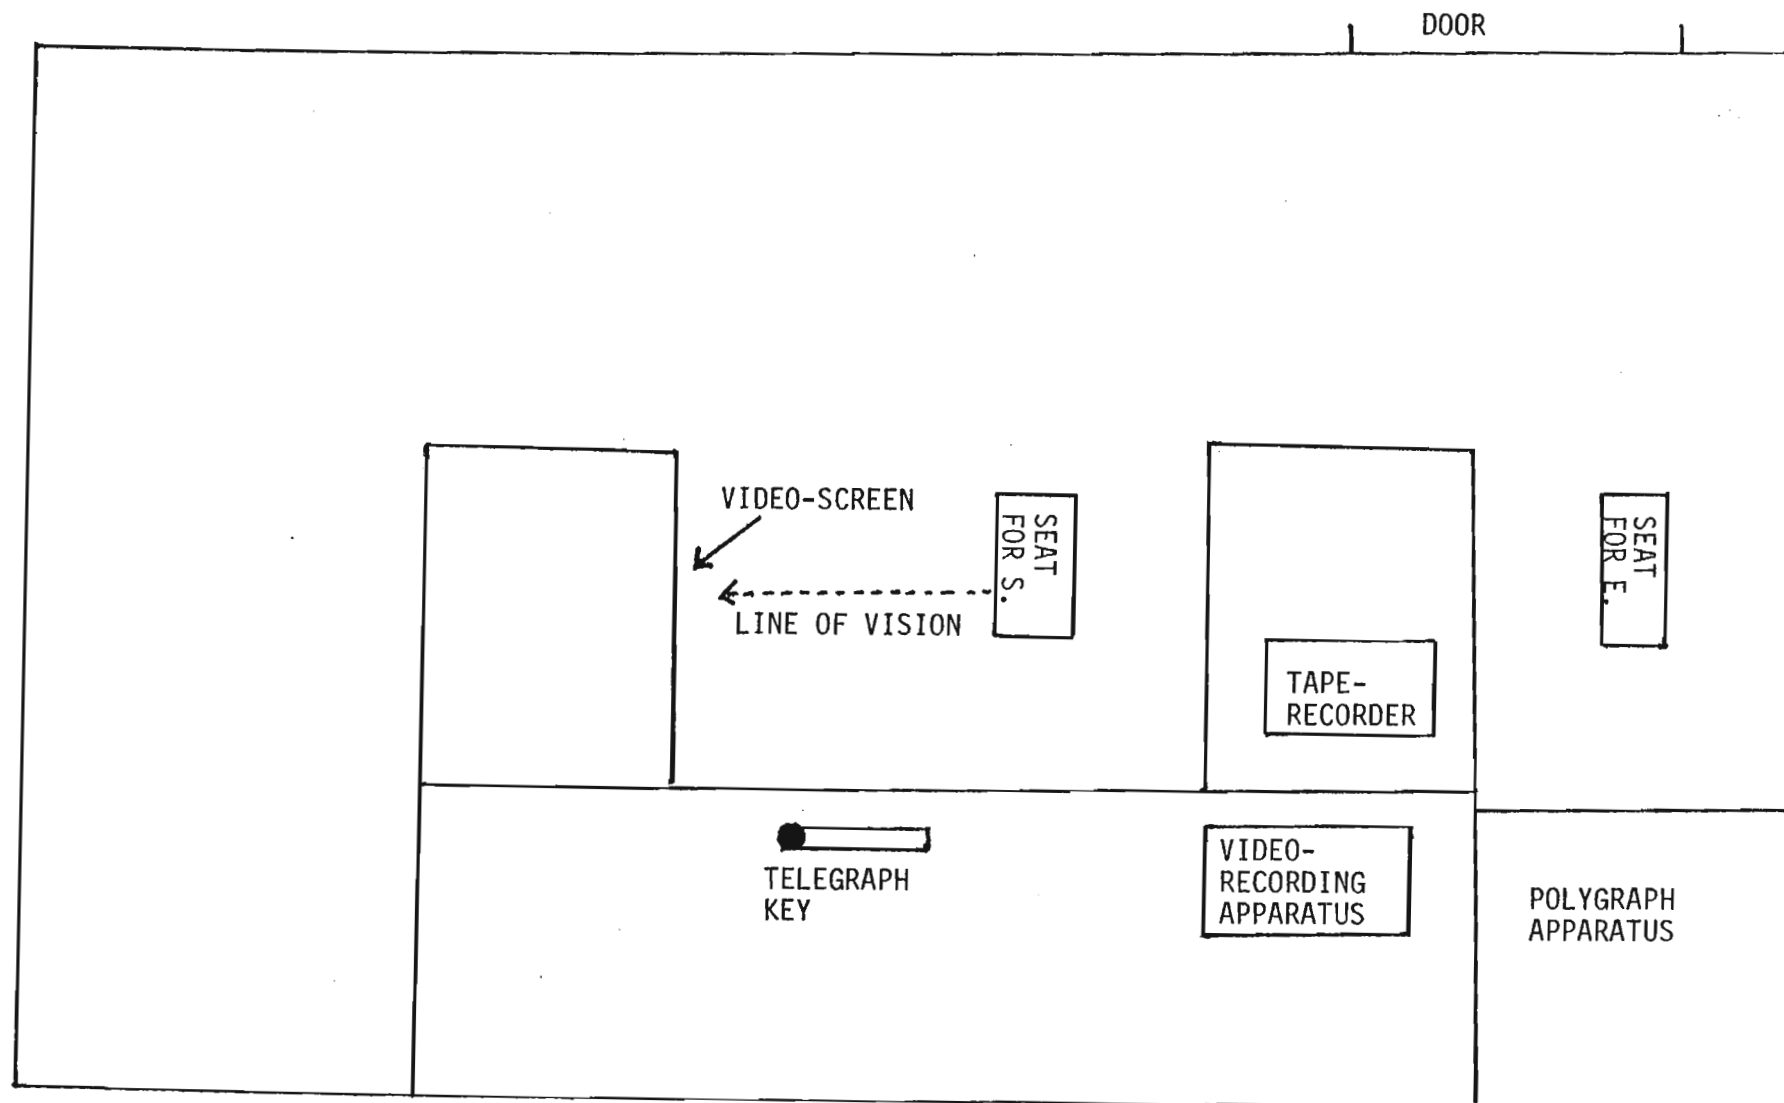 DOOR
VIDEO-SCREEN
SEAT
FOR S.
SEAT
FOR E.
LINE OF VISION
TAPE-
RECORDER
TELEGRAPH
KEY
VIDEO-
RECORDING
APPARATUS
POLYGRAPH
APPARATUS